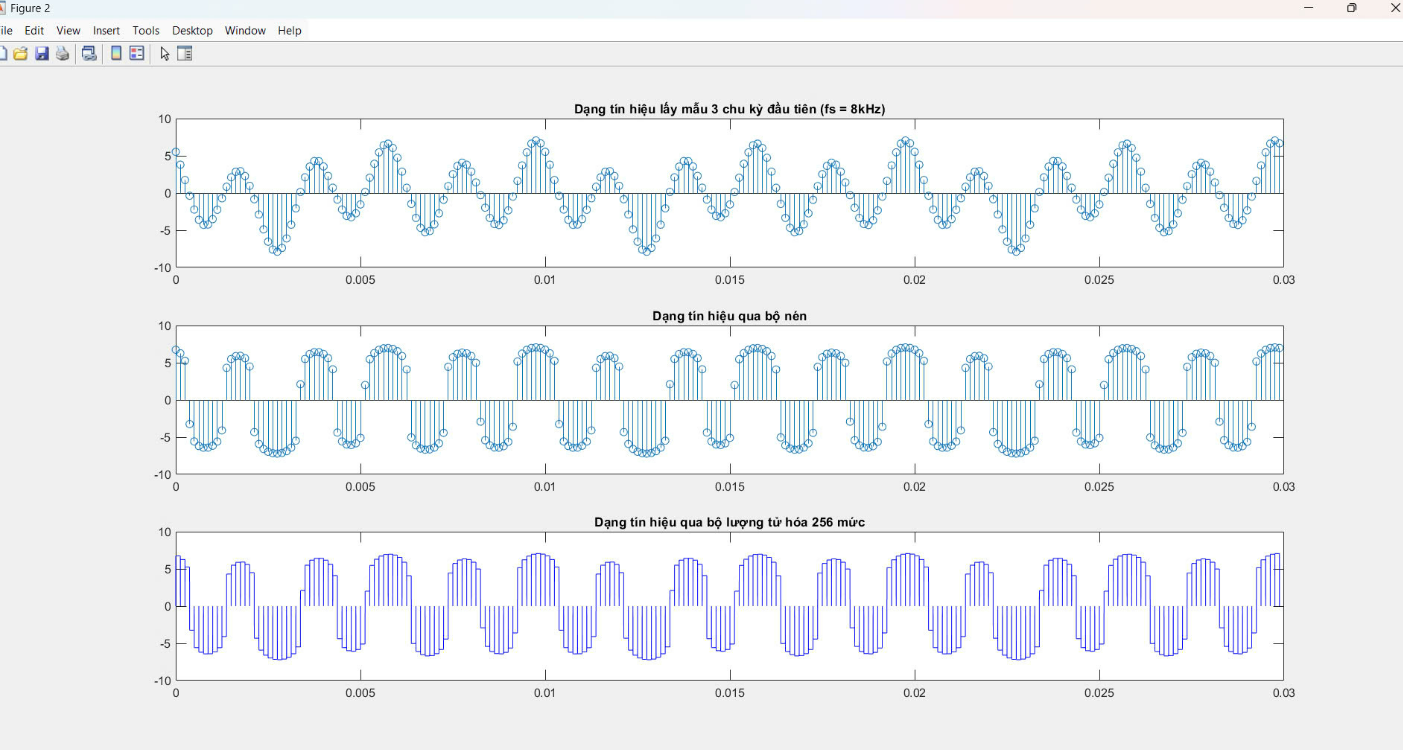 Figure 2
ile Edit View Insert Tools Desktop Window Help
Dạng tín hiệu lấy mẫu 3 chu kỳ đầu tiên (fs = 8kHz)
10
5
0
-5
-10
0 0.005 0.01 0.015 0.02 0.025 0.03
Dạng tín hiệu qua bộ nén
10
5
0
-5
-10
0 0.005 0.01 0.015 0.02 0.025 0.03
Dạng tín hiệu qua bộ lượng tử hóa 256 mức
10
5
0
-5
-10
0 0.005 0.01 0.015 0.02 0.025 0.03